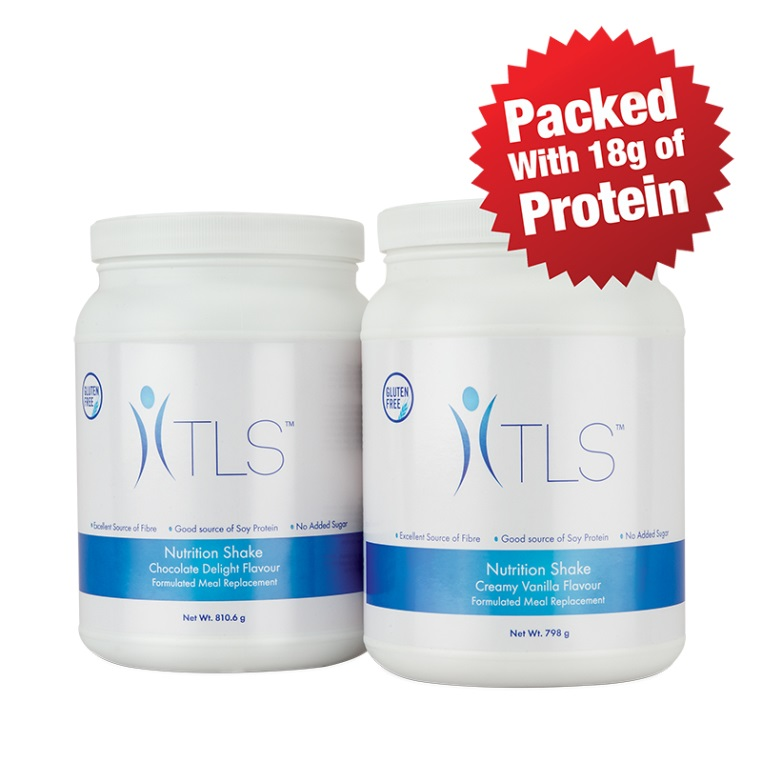 Packed
With 18g of
Protein
GLUTEN
FREE
TLS™
Excellent Source of Fibre • Good source of Soy Protein • No Added Sugar
Nutrition Shake
Chocolate Delight Flavour
Formulated Meal Replacement
Net Wt. 810.6 g
GLUTEN
FREE
TLS™
Excellent Source of Fibre • Good source of Soy Protein • No Added Sugar
Nutrition Shake
Creamy Vanilla Flavour
Formulated Meal Replacement
Net Wt. 798 g